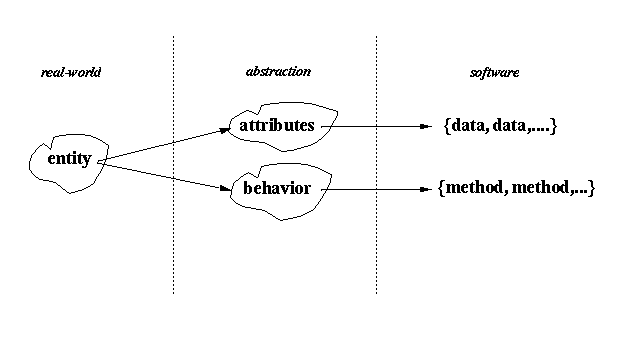 real-world
abstraction
software
attributes
{data, data,....}
entity
behavior
{method, method,...}